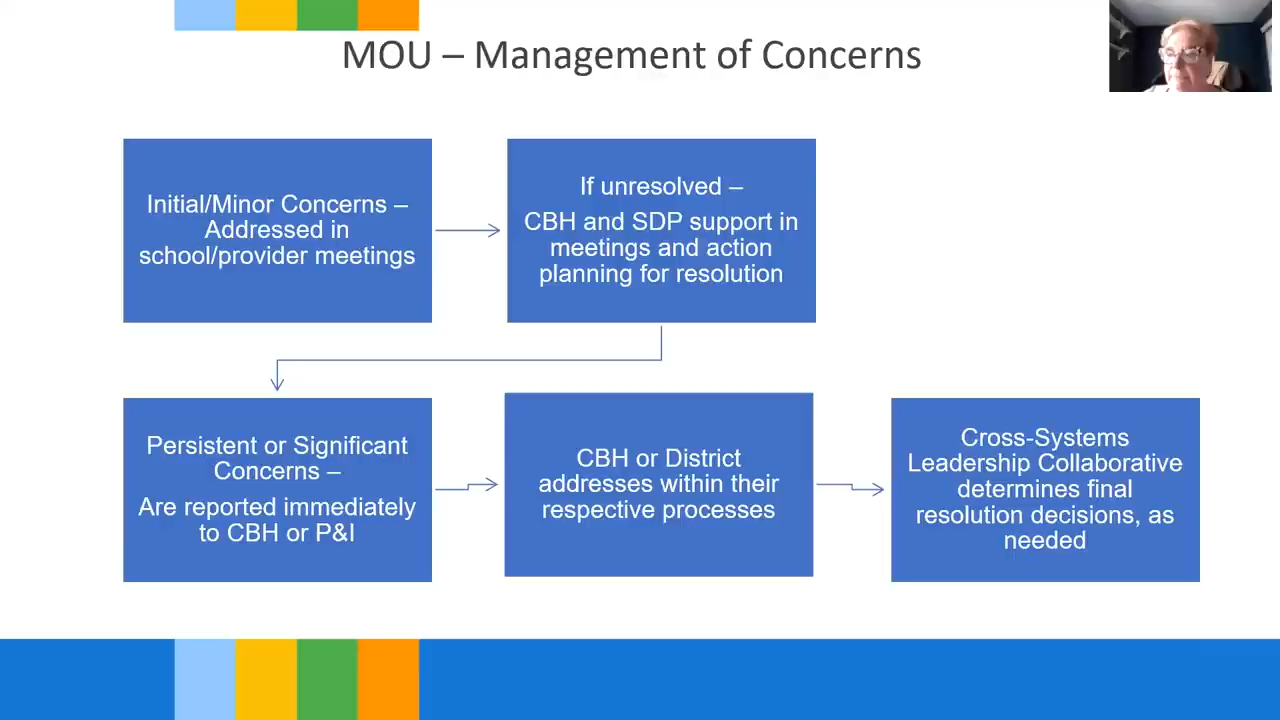 MOU – Management of Concerns
Initial/Minor Concerns –
Addressed in
school/provider meetings
If unresolved –
CBH and SDP support in
meetings and action
planning for resolution
Persistent or Significant
Concerns –
Are reported immediately
to CBH or P&I
CBH or District
addresses within their
respective processes
Cross-Systems
Leadership Collaborative
determines final
resolution decisions, as
needed